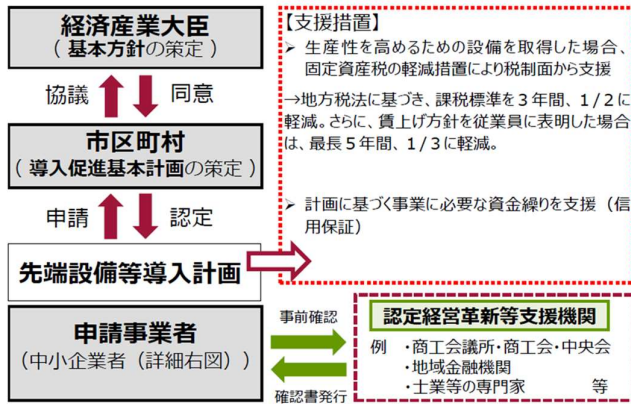 経済産業大臣
（ 基本方針の策定 ）
協議
同意
市区町村
（ 導入促進基本計画の策定 ）
申請
認定
先端設備等導入計画
申請事業者
（中小企業者（詳細右図））
【支援措置】
➢ 生産性を高めるための設備を取得した場合、
固定資産税の軽減措置により税制面から支援
→地方税法に基づき、課税標準を３年間、１/２に
軽減。さらに、賃上げ方針を従業員に表明した場合
は、最長５年間、１/３に軽減。
➢ 計画に基づく事業に必要な資金繰りを支援（信
用保証）
事前確認
確認書発行
認定経営革新等支援機関
例 ・商工会議所・商工会・中央会
・地域金融機関
・士業等の専門家 等